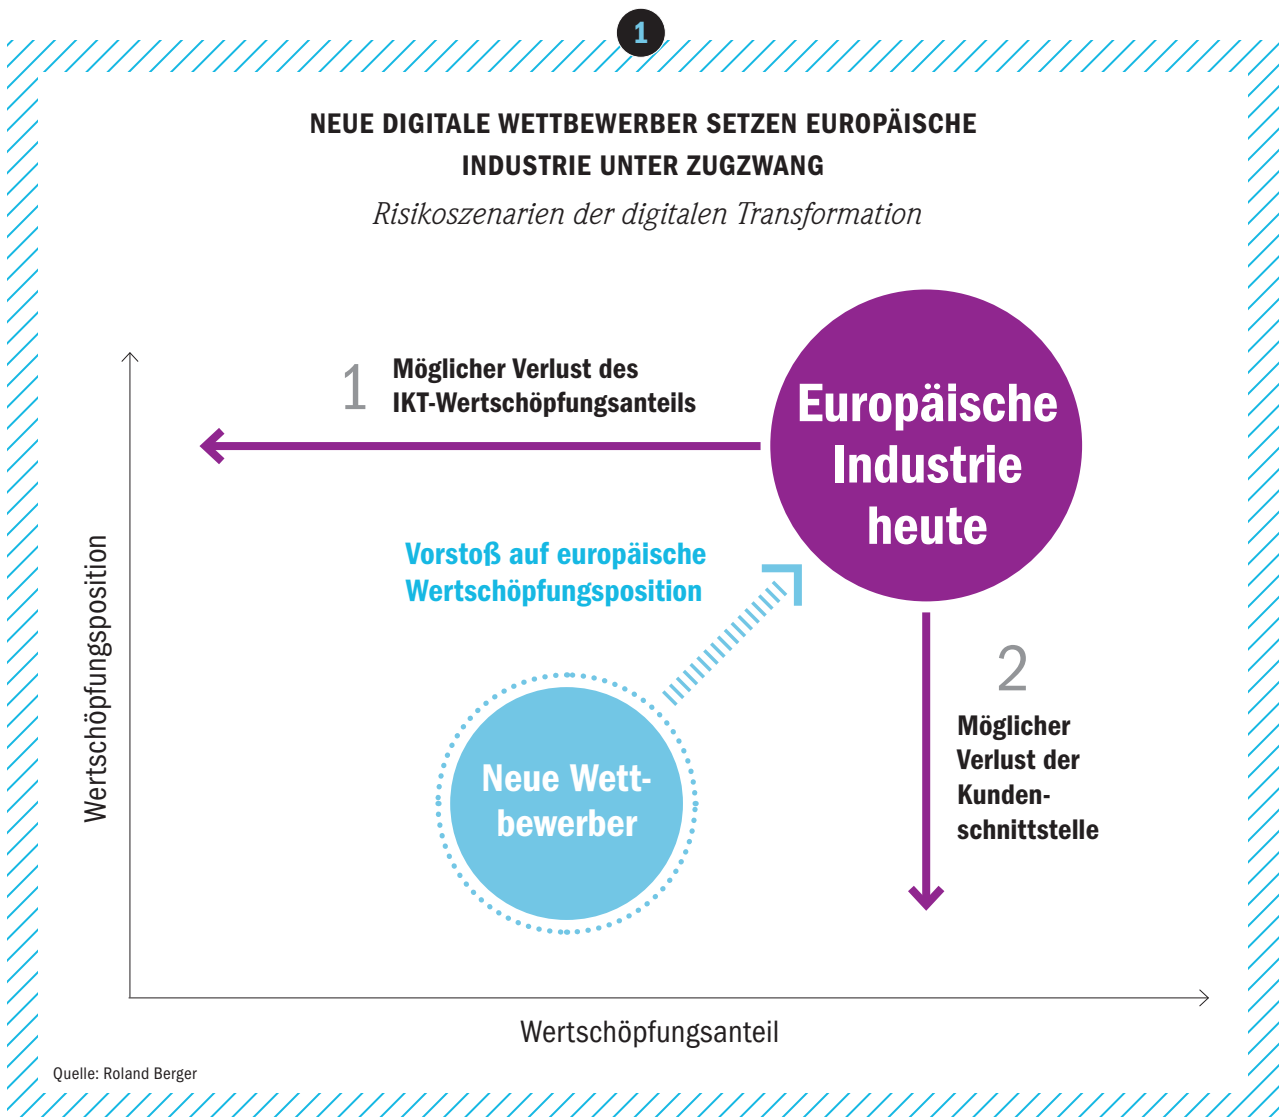 1
NEUE DIGITALE WETTBEWERBER SETZEN EUROPÄISCHE
INDUSTRIE UNTER ZUGZWANG
Risikoszenarien der digitalen Transformation
1
Möglicher Verlust des
IKT-Wertschöpfungsanteils
Europäische
Industrie
heute
Vorstoß auf europäische
Wertschöpfungsposition
2
Möglicher
Verlust der
Kunden-
schnittstelle
Neue Wett-
bewerber
Wertschöpfungsposition
Wertschöpfungsanteil
Quelle: Roland Berger